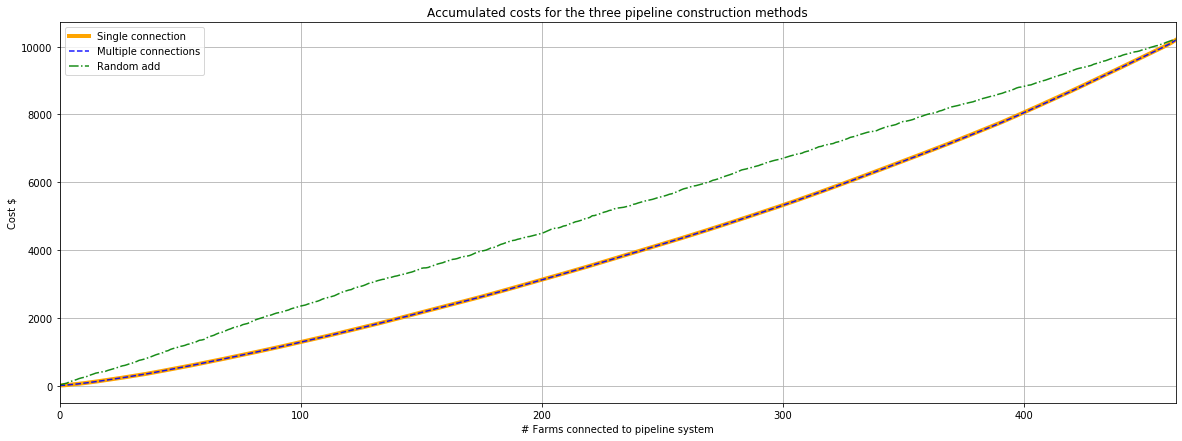 Accumulated costs for the three pipeline construction methods
Single connection
Multiple connections
Random add
10000
8000
6000
4000
2000
0
Cost $
0 100 200 300 400
# Farms connected to pipeline system